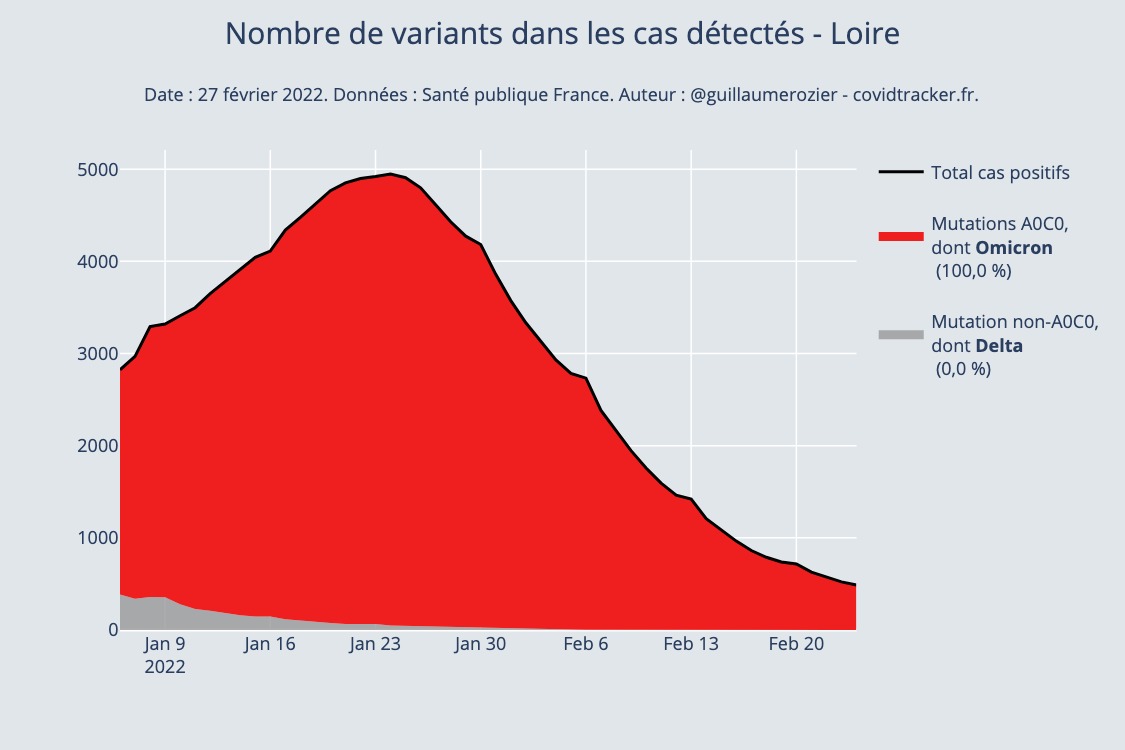 Nombre de variants dans les cas détectés - Loire
Date : 27 février 2022. Données : Santé publique France. Auteur : @guillaumerozier - covidtracker.fr.
5000
4000
3000
2000
1000
0
Jan 9
2022
Jan 16
Jan 23
Jan 30
Feb 6
Feb 13
Feb 20
Total cas positifs
Mutations A0C0,
dont Omicron
(100,0 %)
Mutation non-A0C0,
dont Delta
(0,0 %)